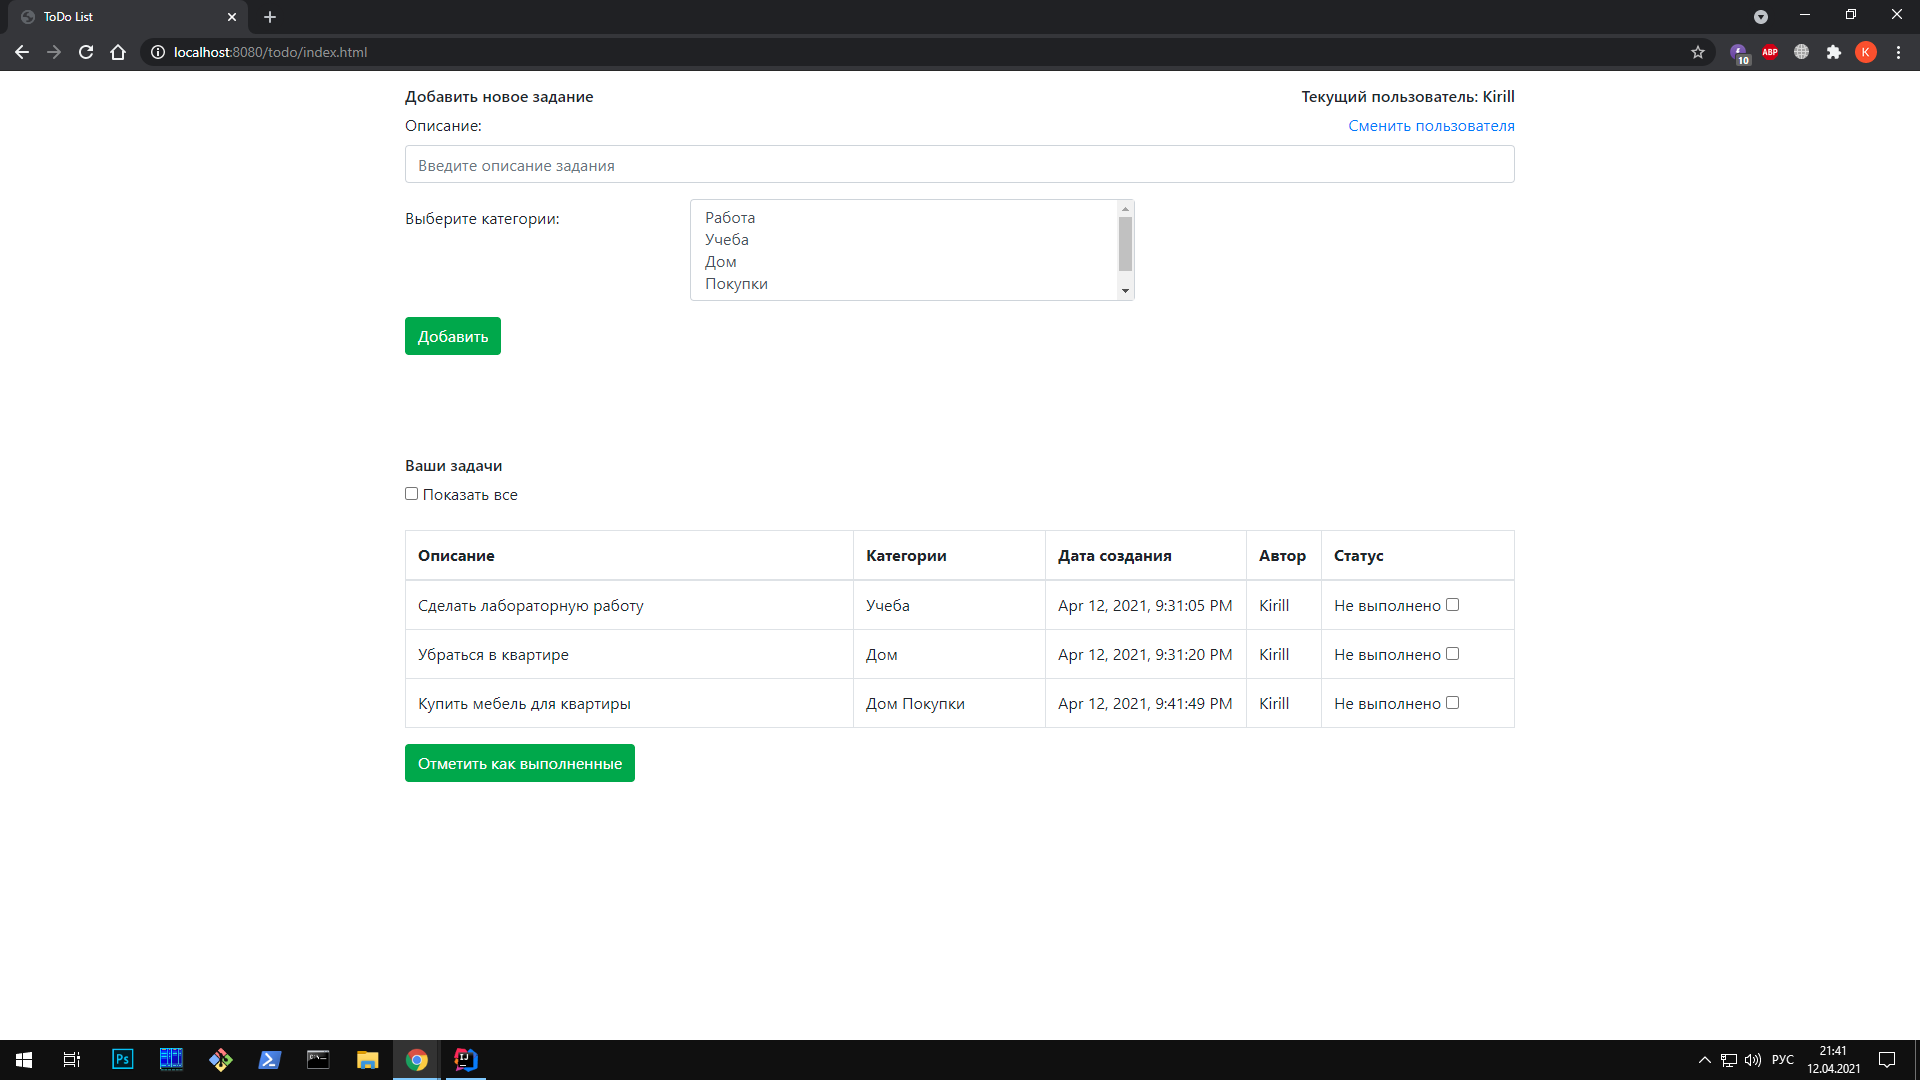 ToDo List
localhost:8080/todo/index.html
ABP
10
K
Добавить новое задание
Текущий пользователь: Kirill
Описание:
Сменить пользователя
Введите описание задания
Выберите категории:
Работа
Учеба
Дом
Покупки
Добавить
Ваши задачи
Показать все
Описание Категории Дата создания Автор Статус
Сделать лабораторную работу Учеба Apr 12, 2021, 9:31:05 PM Kirill Не выполнено
Убраться в квартире Дом Apr 12, 2021, 9:31:20 PM Kirill Не выполнено
Купить мебель для квартиры Дом Покупки Apr 12, 2021, 9:41:49 PM Kirill Не выполнено
Отметить как выполненные
Ps
IJ
РУС
21:41
12.04.2021